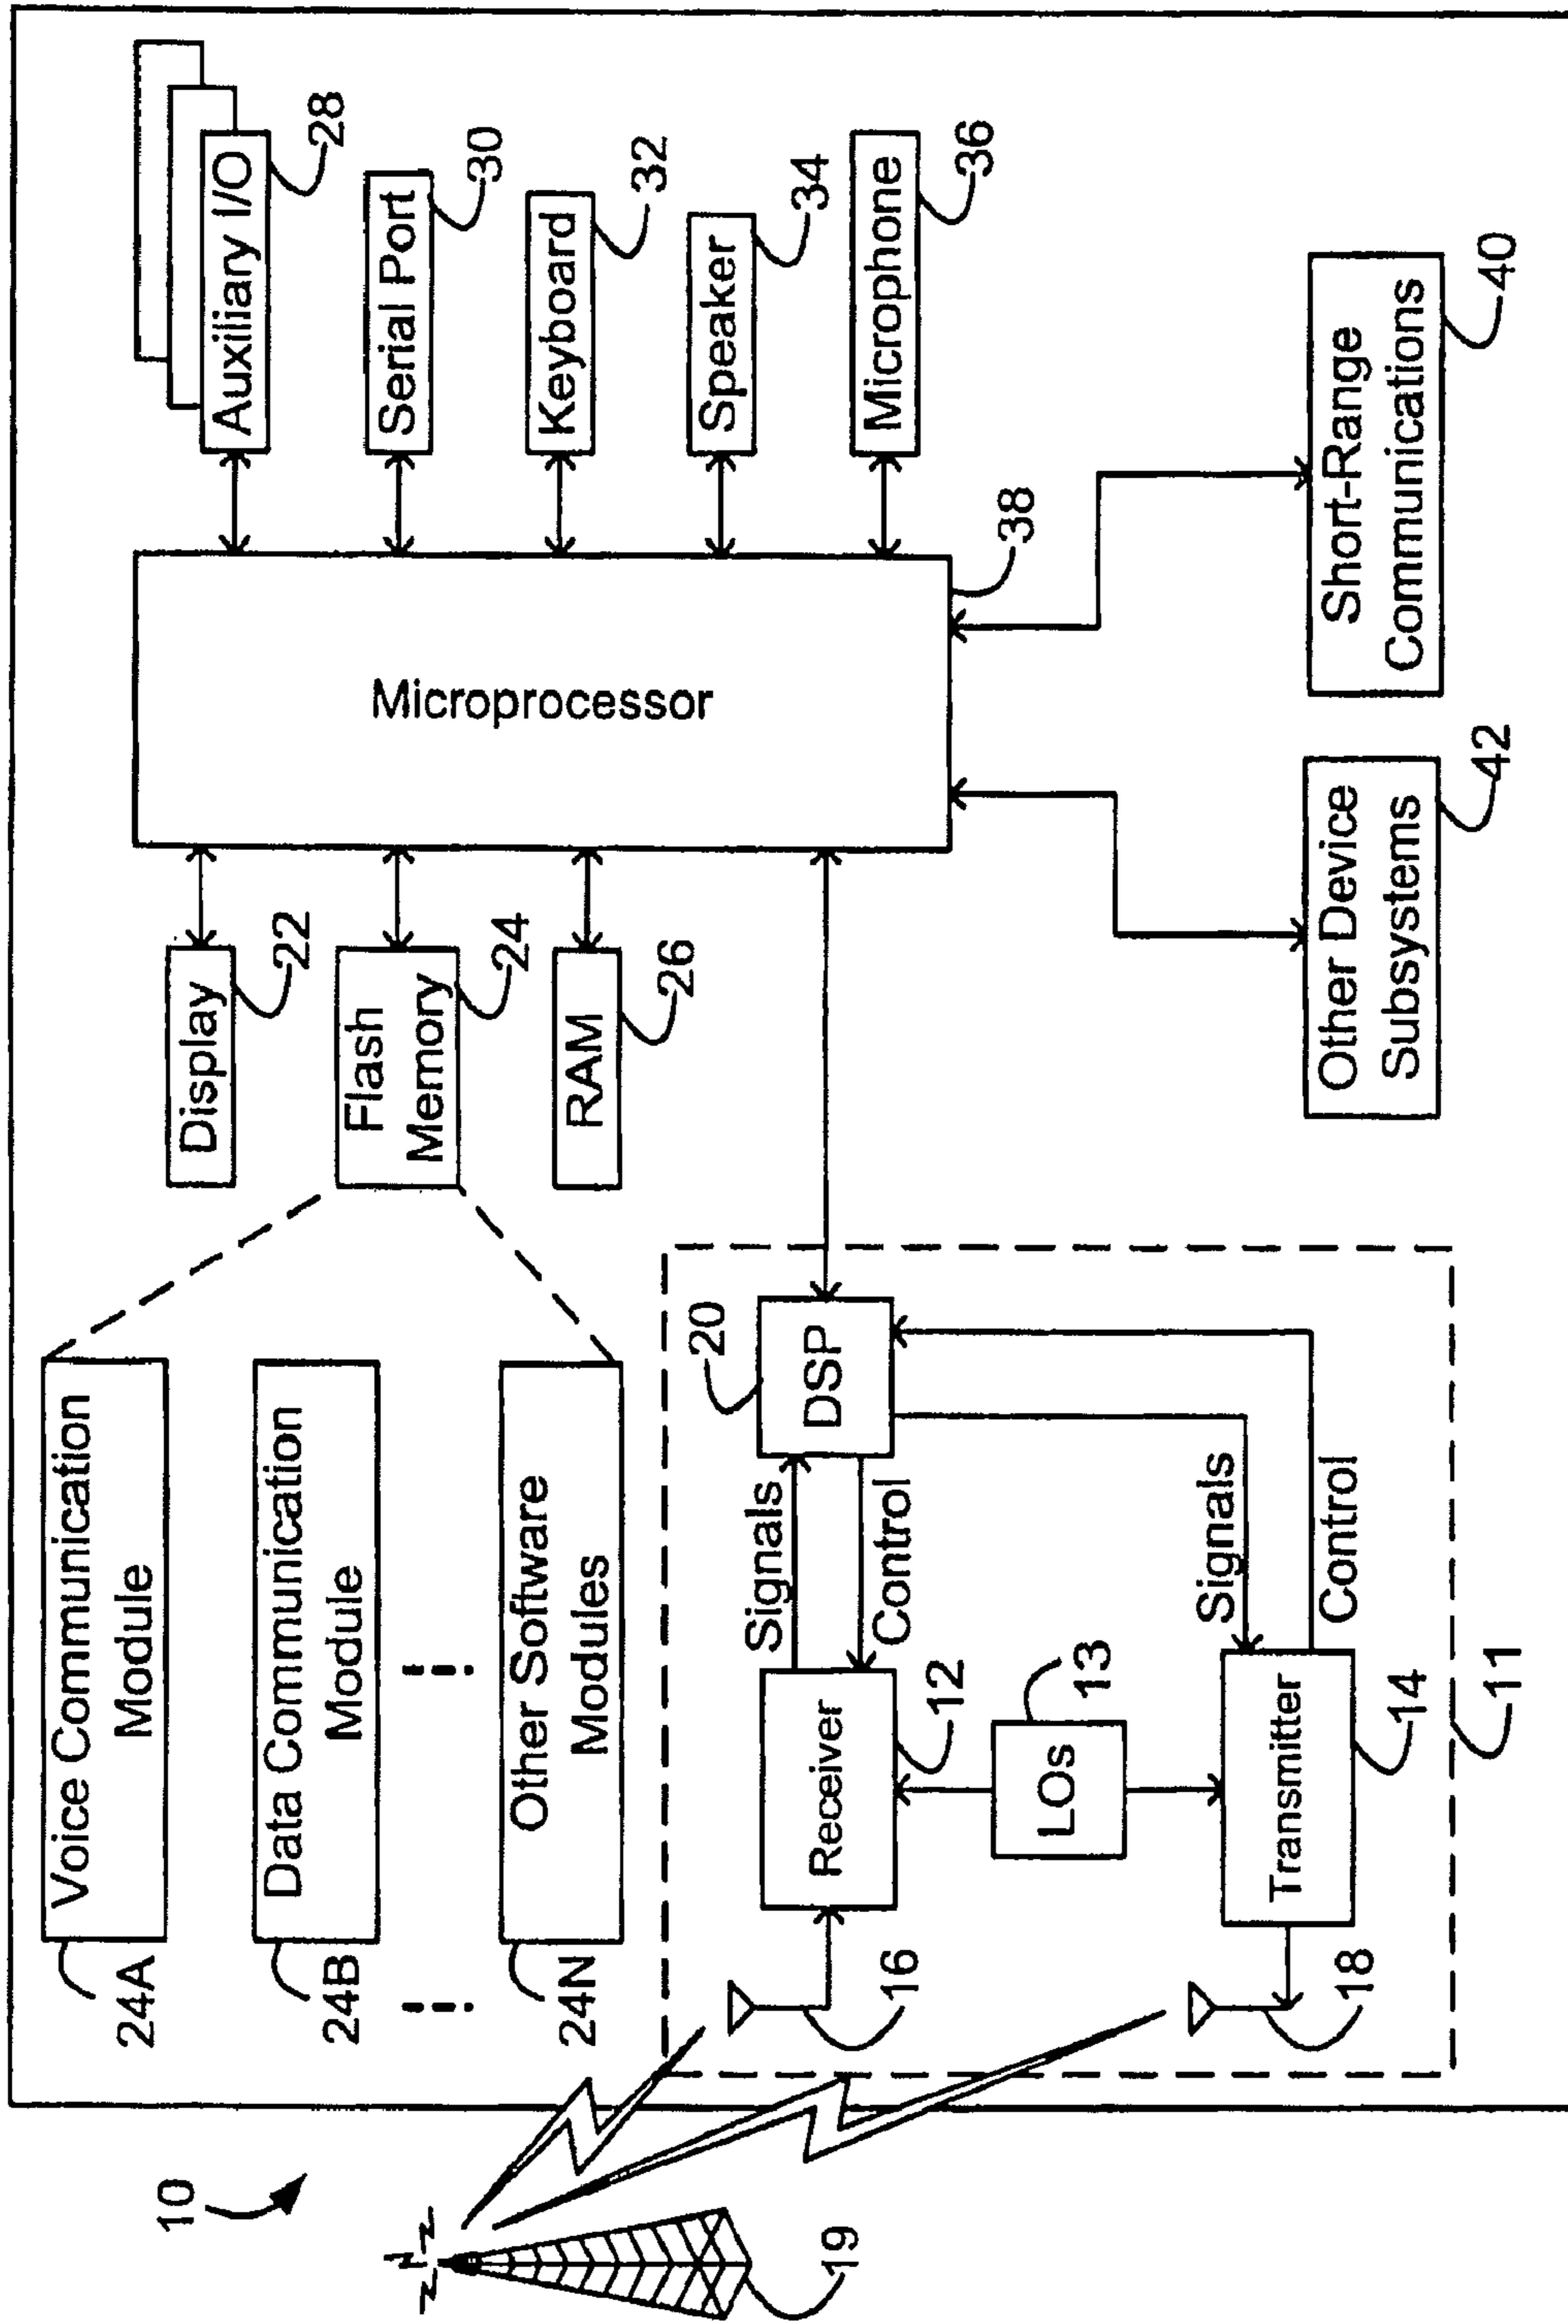 10
19
24A
Voice Communication
Module
24B
Data Communication
Module
24N
Other Software
Modules
Display
22
Flash
Memory
24
RAM
26
Microprocessor
38
Auxiliary I/O
28
Serial Port
30
Keyboard
32
Speaker
34
Microphone
36
Short-Range
Communications
40
Other Device
Subsystems
42
16
Receiver
12
Signals
Control
DSP
20
LOs
13
18
Transmitter
14
Signals
Control
11